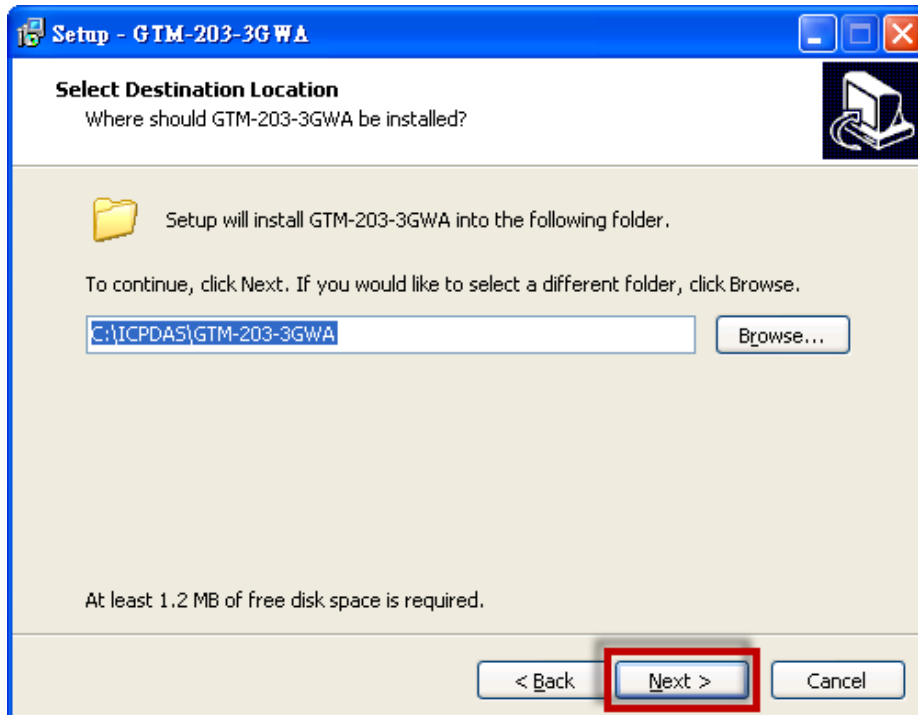 Setup - GTM-203-3GWA
Select Destination Location
Where should GTM-203-3GWA be installed?
Setup will install GTM-203-3GWA into the following folder.
To continue, click Next. If you would like to select a different folder, click Browse.
C:\ICPDAS\GTM-203-3GWA
Browse...
At least 1.2 MB of free disk space is required.
< Back
Next >
Cancel